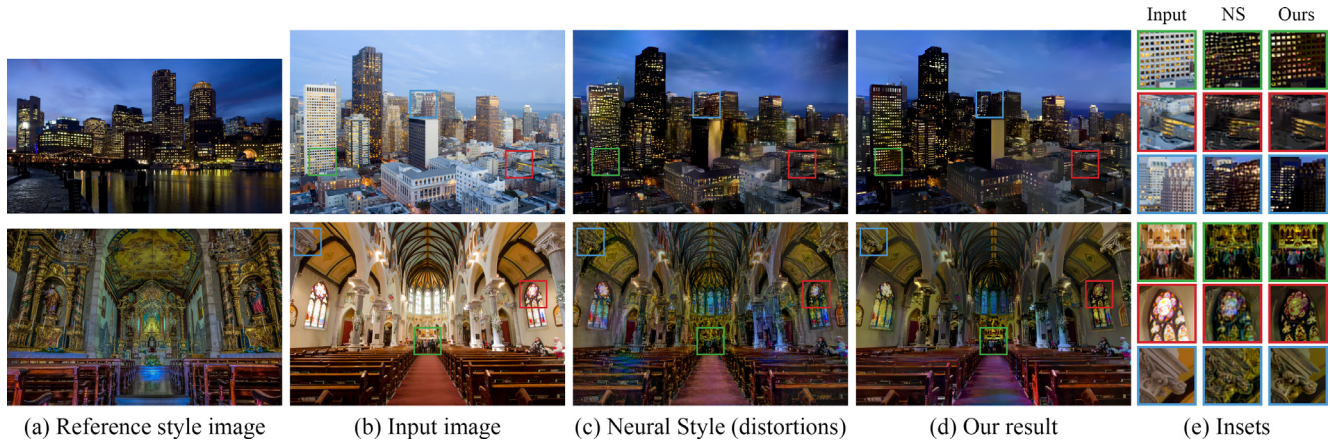 Input NS Ours
(a) Reference style image (b) Input image (c) Neural Style (distortions) (d) Our result (e) Insets